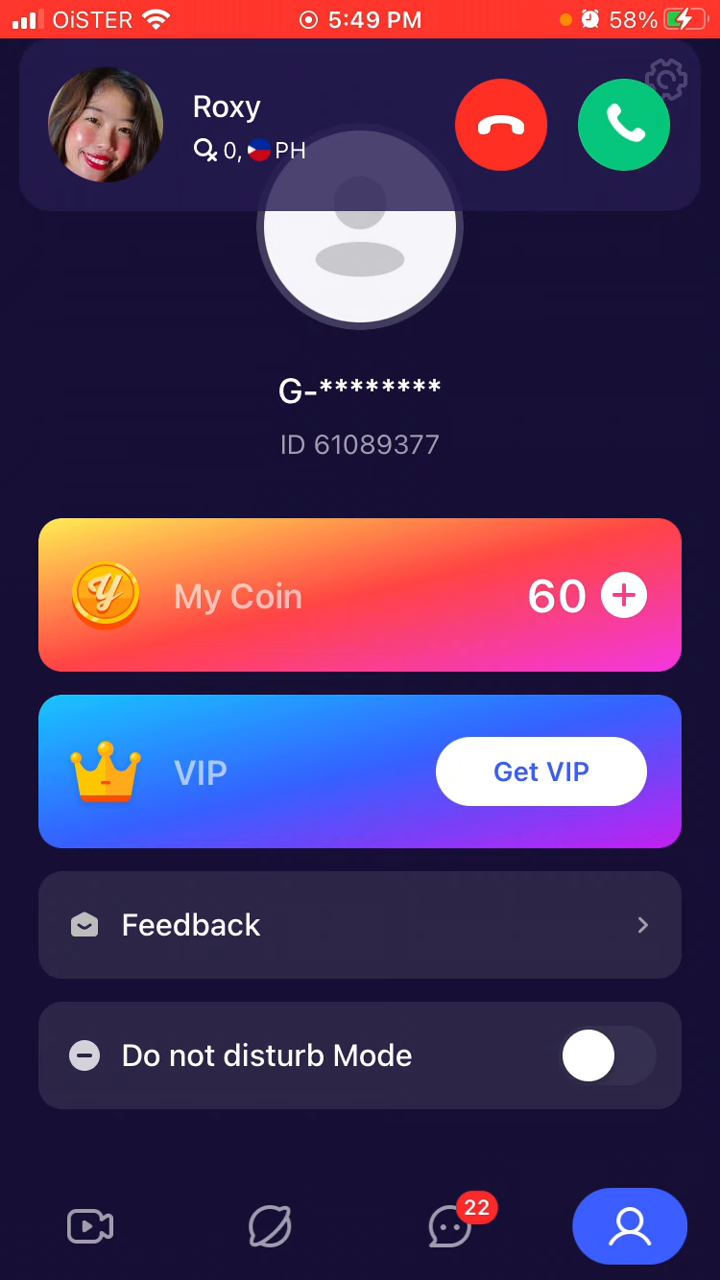 OiSTER 5:49 PM 58%
Roxy
0, PH
G-********
ID 61089377
My Coin 60
VIP Get VIP
Feedback
Do not disturb Mode
22